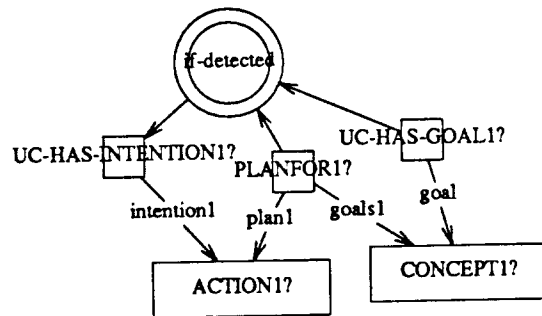 if-detected
UC-HAS-INTENTION1?
PLANFOR1?
UC-HAS-GOAL1?
intention1
plan1
goals1
goal
ACTION1?
CONCEPT1?